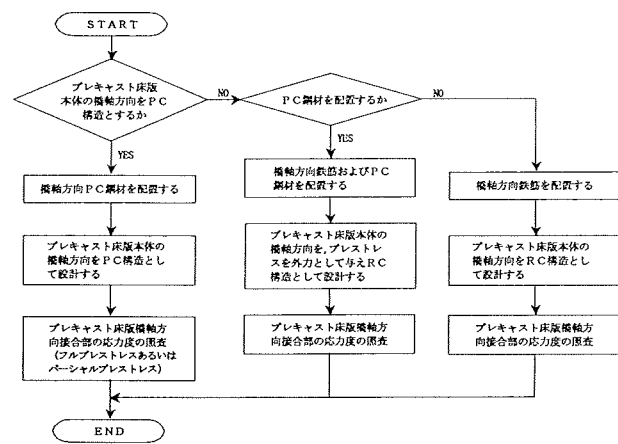 START
プレキャスト床版
本体の橋軸方向をPC
構造とするか
NO
PC鋼材を配置するか
NO
YES
YES
橋軸方向PC鋼材を配置する
橋軸方向鉄筋およびPC
鋼材を配置する
橋軸方向鉄筋を配置する
プレキャスト床版本体の
橋軸方向をPC構造とし
て設計する
プレキャスト床版本体の
橋軸方向を,プレストレ
スを外力として与えRC
構造として設計する
プレキャスト床版本体の
橋軸方向をRC構造とし
て設計する
プレキャスト床版橋軸方
向接合部の応力度の照査
(フルプレストレスあるいは
パーシャルプレストレス)
プレキャスト床版橋軸方
向接合部の応力度の照査
プレキャスト床版橋軸方
向接合部の応力度の照査
END